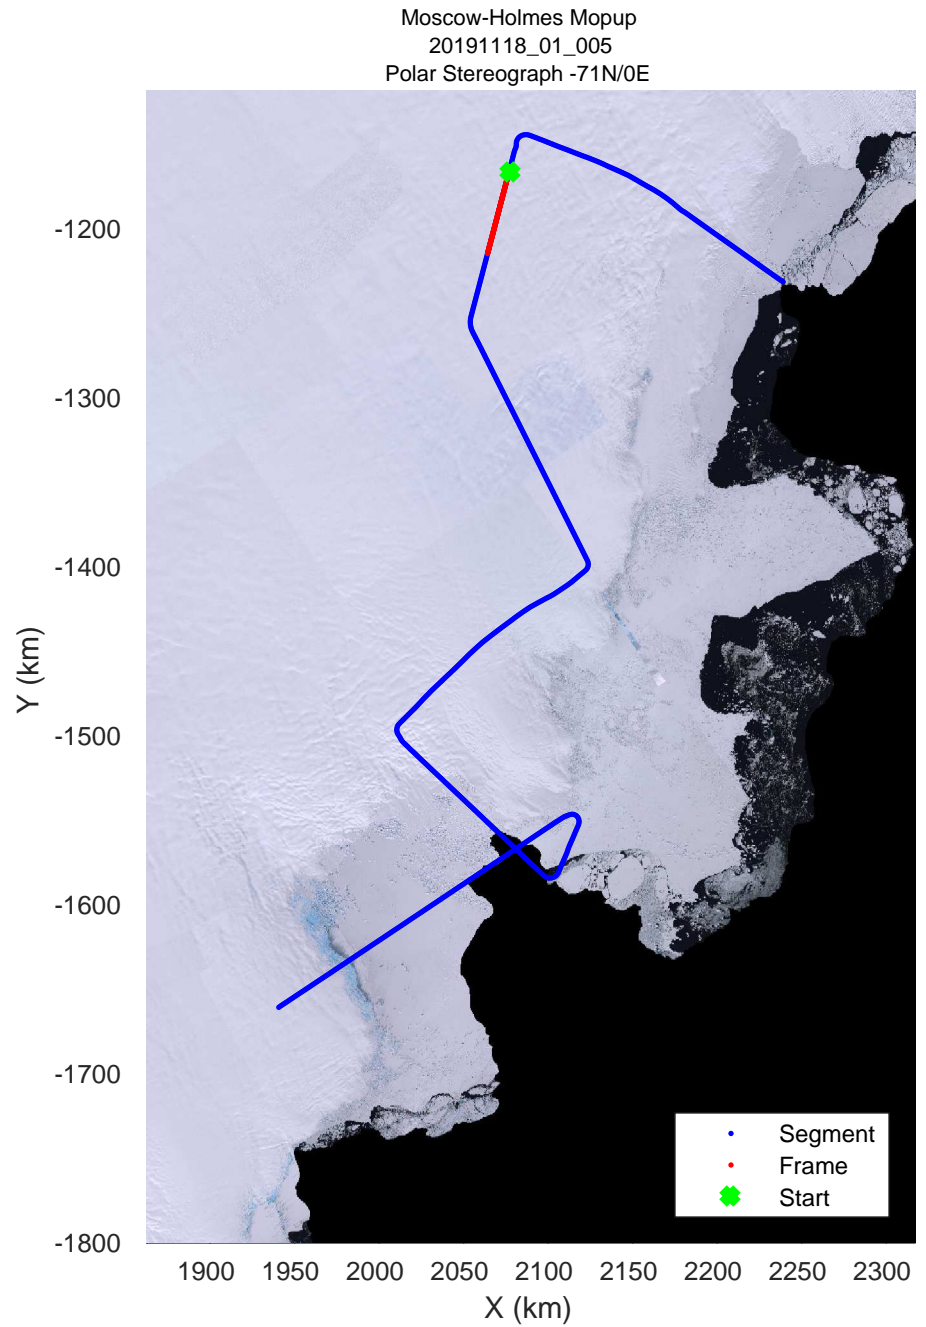 Moscow-Holmes Mopup
20191118_01_005
Polar Stereograph -71N/0E
-1200
-1300
-1400
-1500
-1600
-1700
-1800
Y (km)
Segment
Frame
Start
1900 1950 2000 2050 2100 2150 2200 2250 2300
X (km)